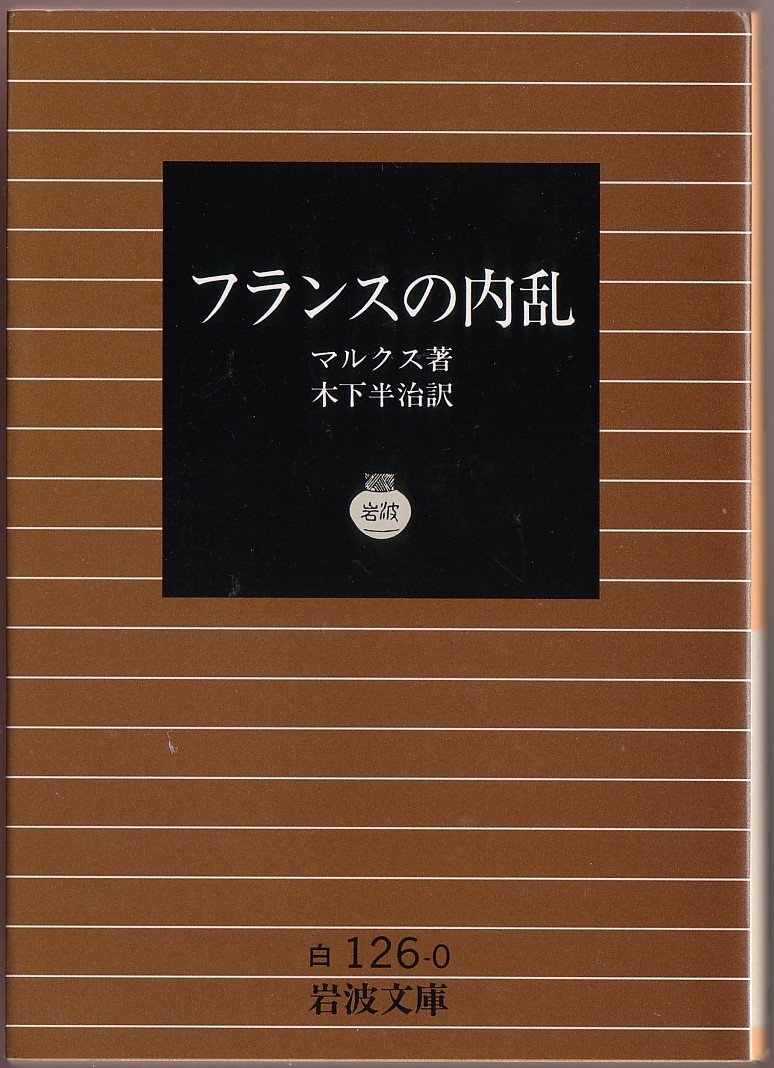 フランスの内乱
マルクス著
木下半治訳
岩波
白 126-0
岩波文庫